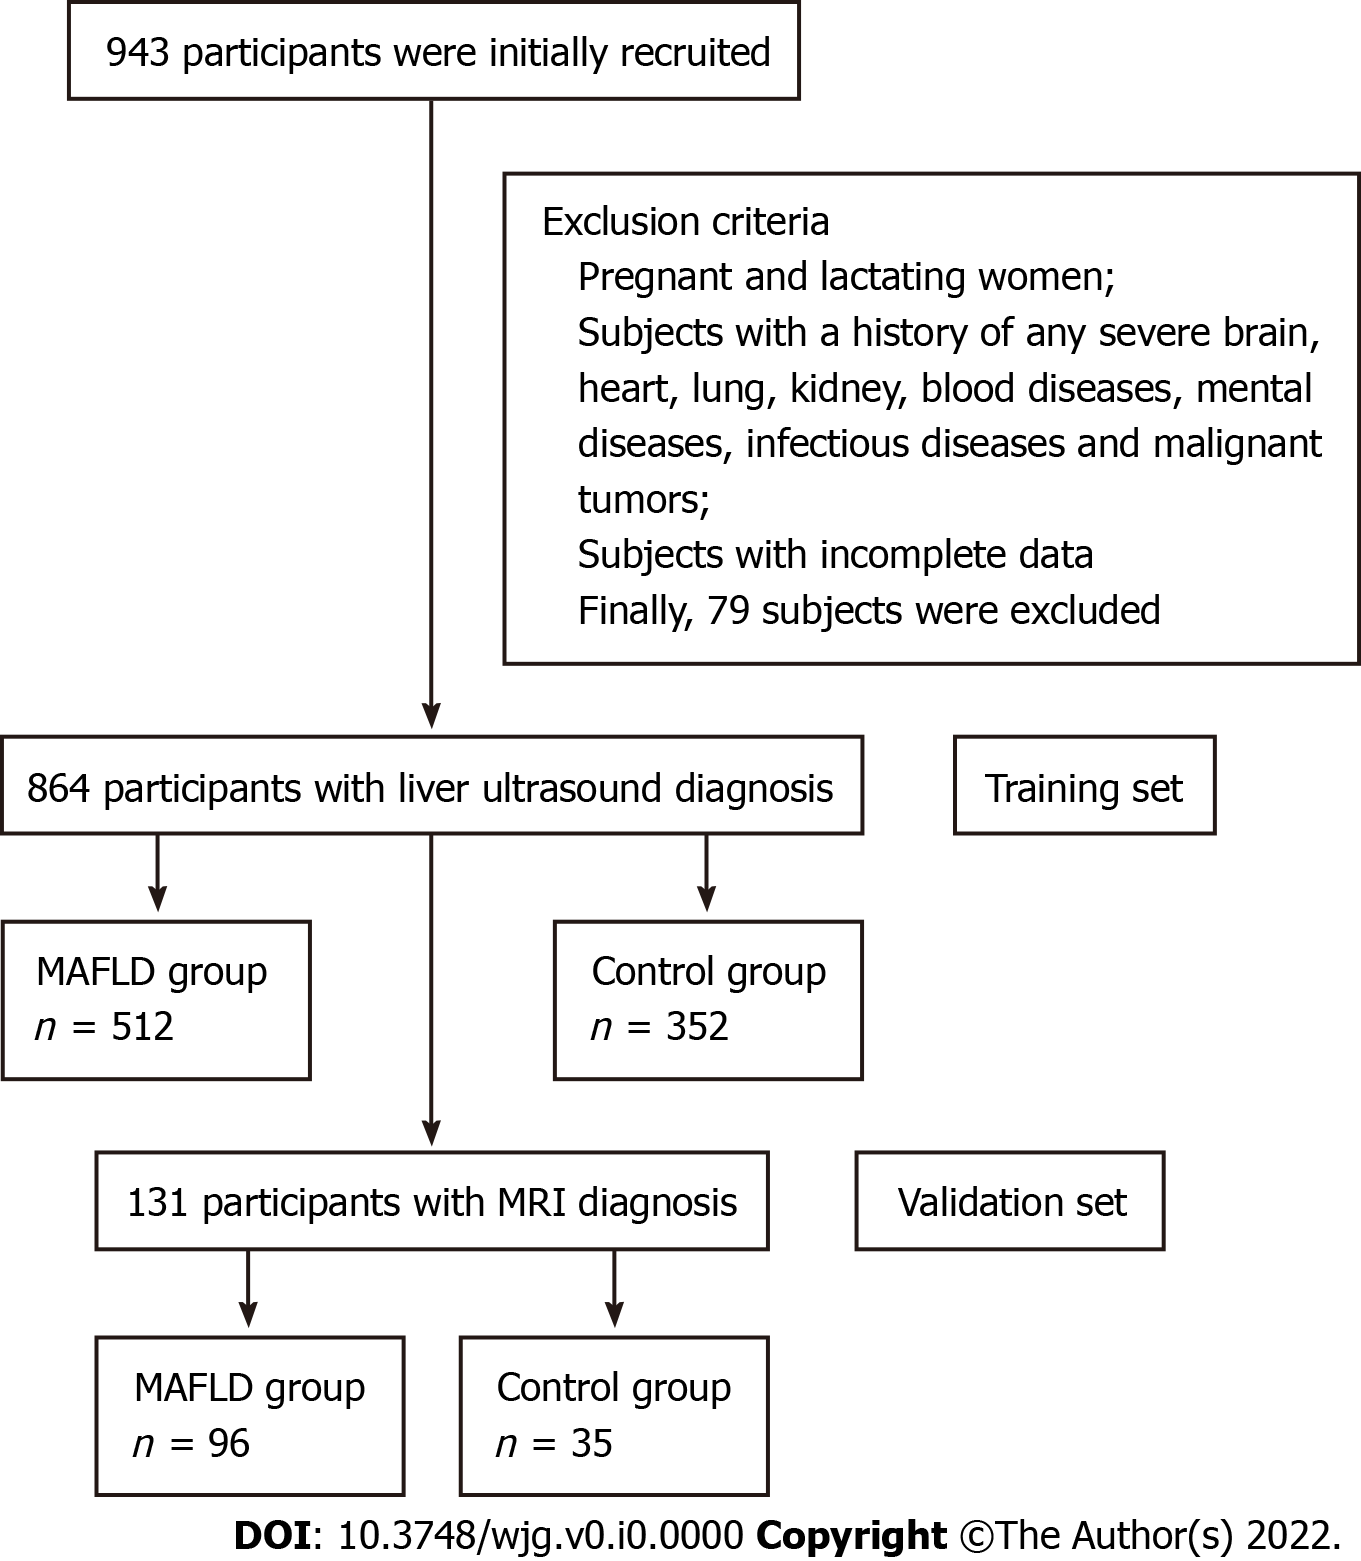 943 participants were initially recruited
Exclusion criteria
Pregnant and lactating women;
Subjects with a history of any severe brain,
heart, lung, kidney, blood diseases, mental
diseases, infectious diseases and malignant
tumors;
Subjects with incomplete data
Finally, 79 subjects were excluded
864 participants with liver ultrasound diagnosis
Training set
MAFLD group
n = 512
Control group
n = 352
131 participants with MRI diagnosis
Validation set
MAFLD group
n = 96
Control group
n = 35
DOI: 10.3748/wjg.v0.i0.0000 Copyright ©The Author(s) 2022.